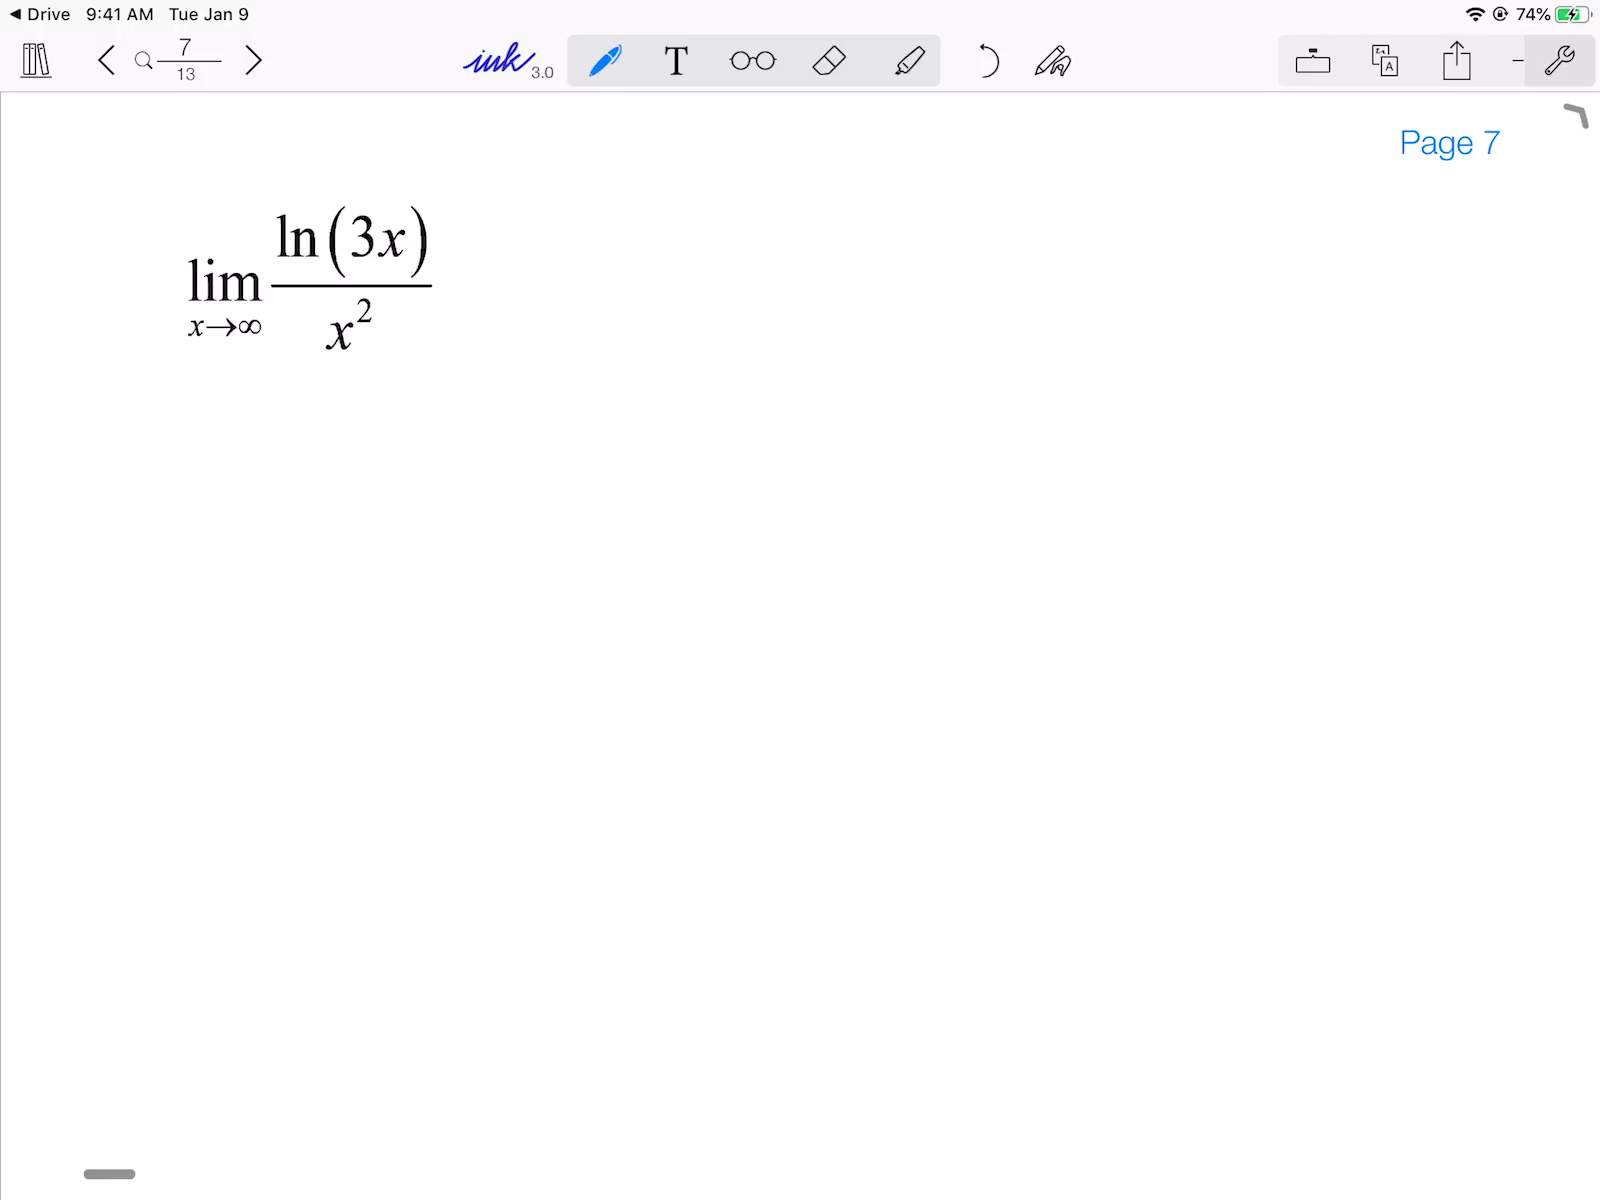 Drive 9:41 AM Tue Jan 9 74%
7
13
ink 3.0 T A
Page 7
lim x→∞ ln(3x) / x²